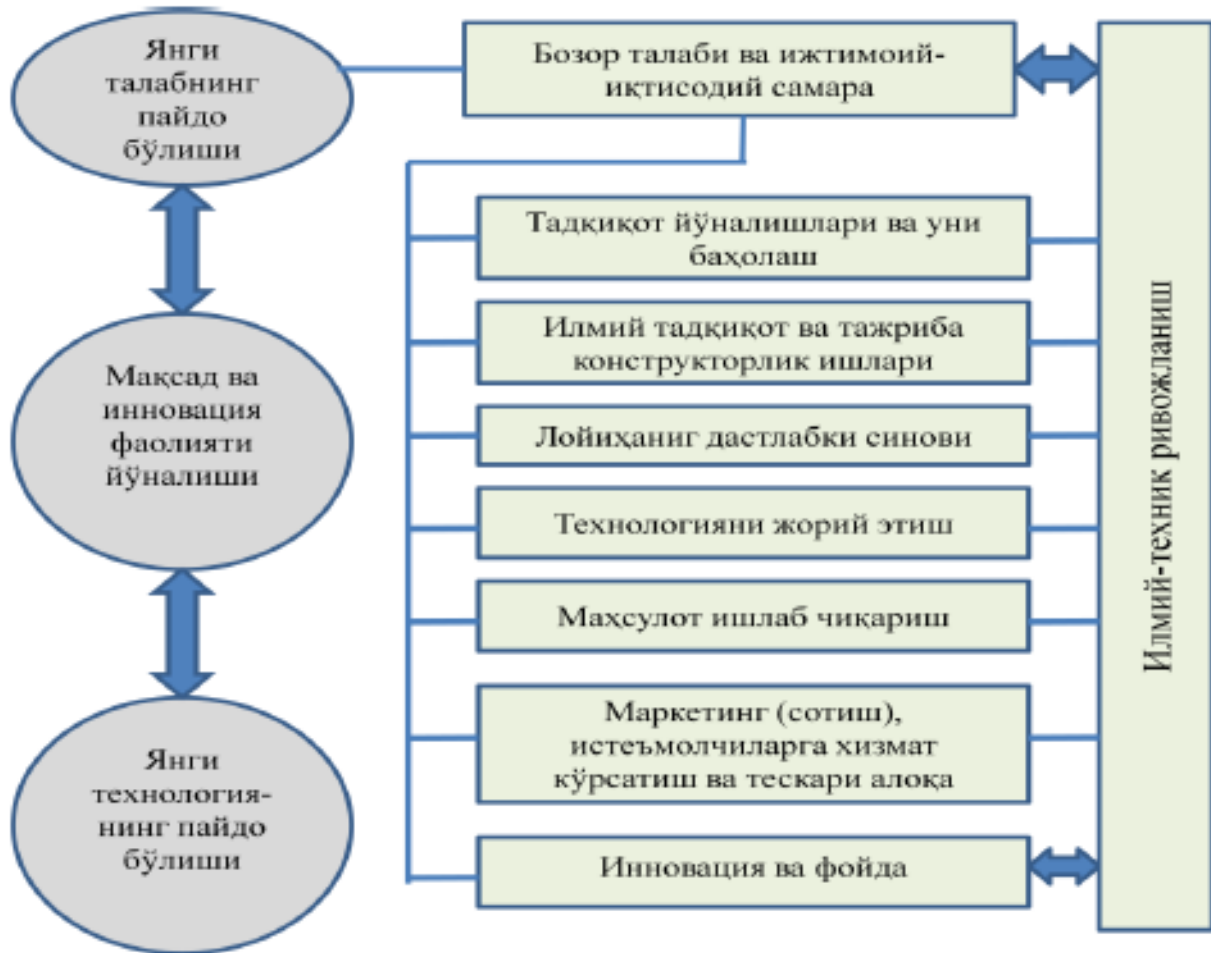 Янги
талабнинг
пайдо
бўлиши
Бозор талаби ва ижтимоий-
иқтисодий самара
Тадқиқот йўналишлари ва уни
баҳолаш
Мақсад ва
инновация
фаолияти
йўналиши
Илмий тадқиқот ва тажриба
конструкторлик ишлари
Лойиҳаниг дастлабки синови
Технологияни жорий этиш
Маҳсулот ишлаб чиқариш
Янги
технология-
нинг пайдо
бўлиши
Маркетинг (сотиш),
истеъмолчиларга хизмат
кўрсатиш ва тескари алоқа
Инновация ва фойда
Илмий-техник ривожланиш